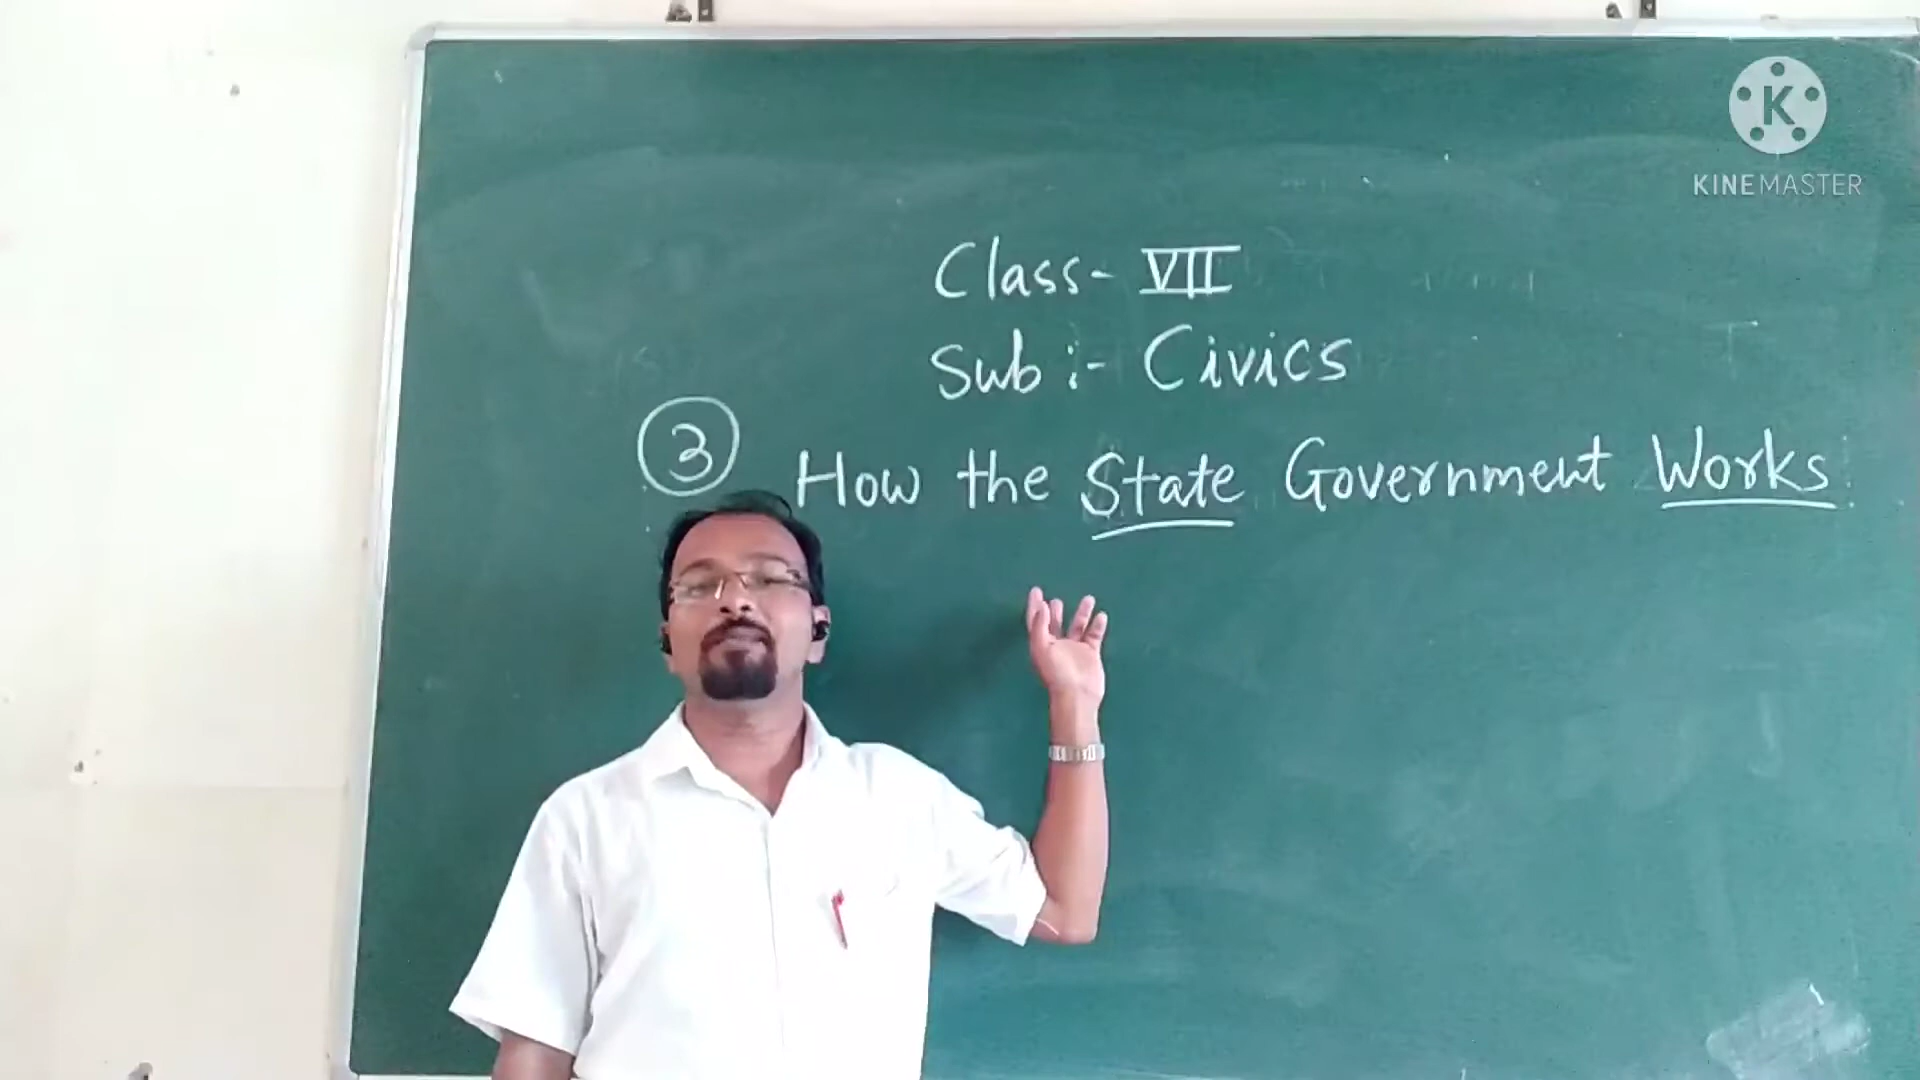 K
KINEMASTER
Class- VII
Sub :- Civics
3 How the State Government Works